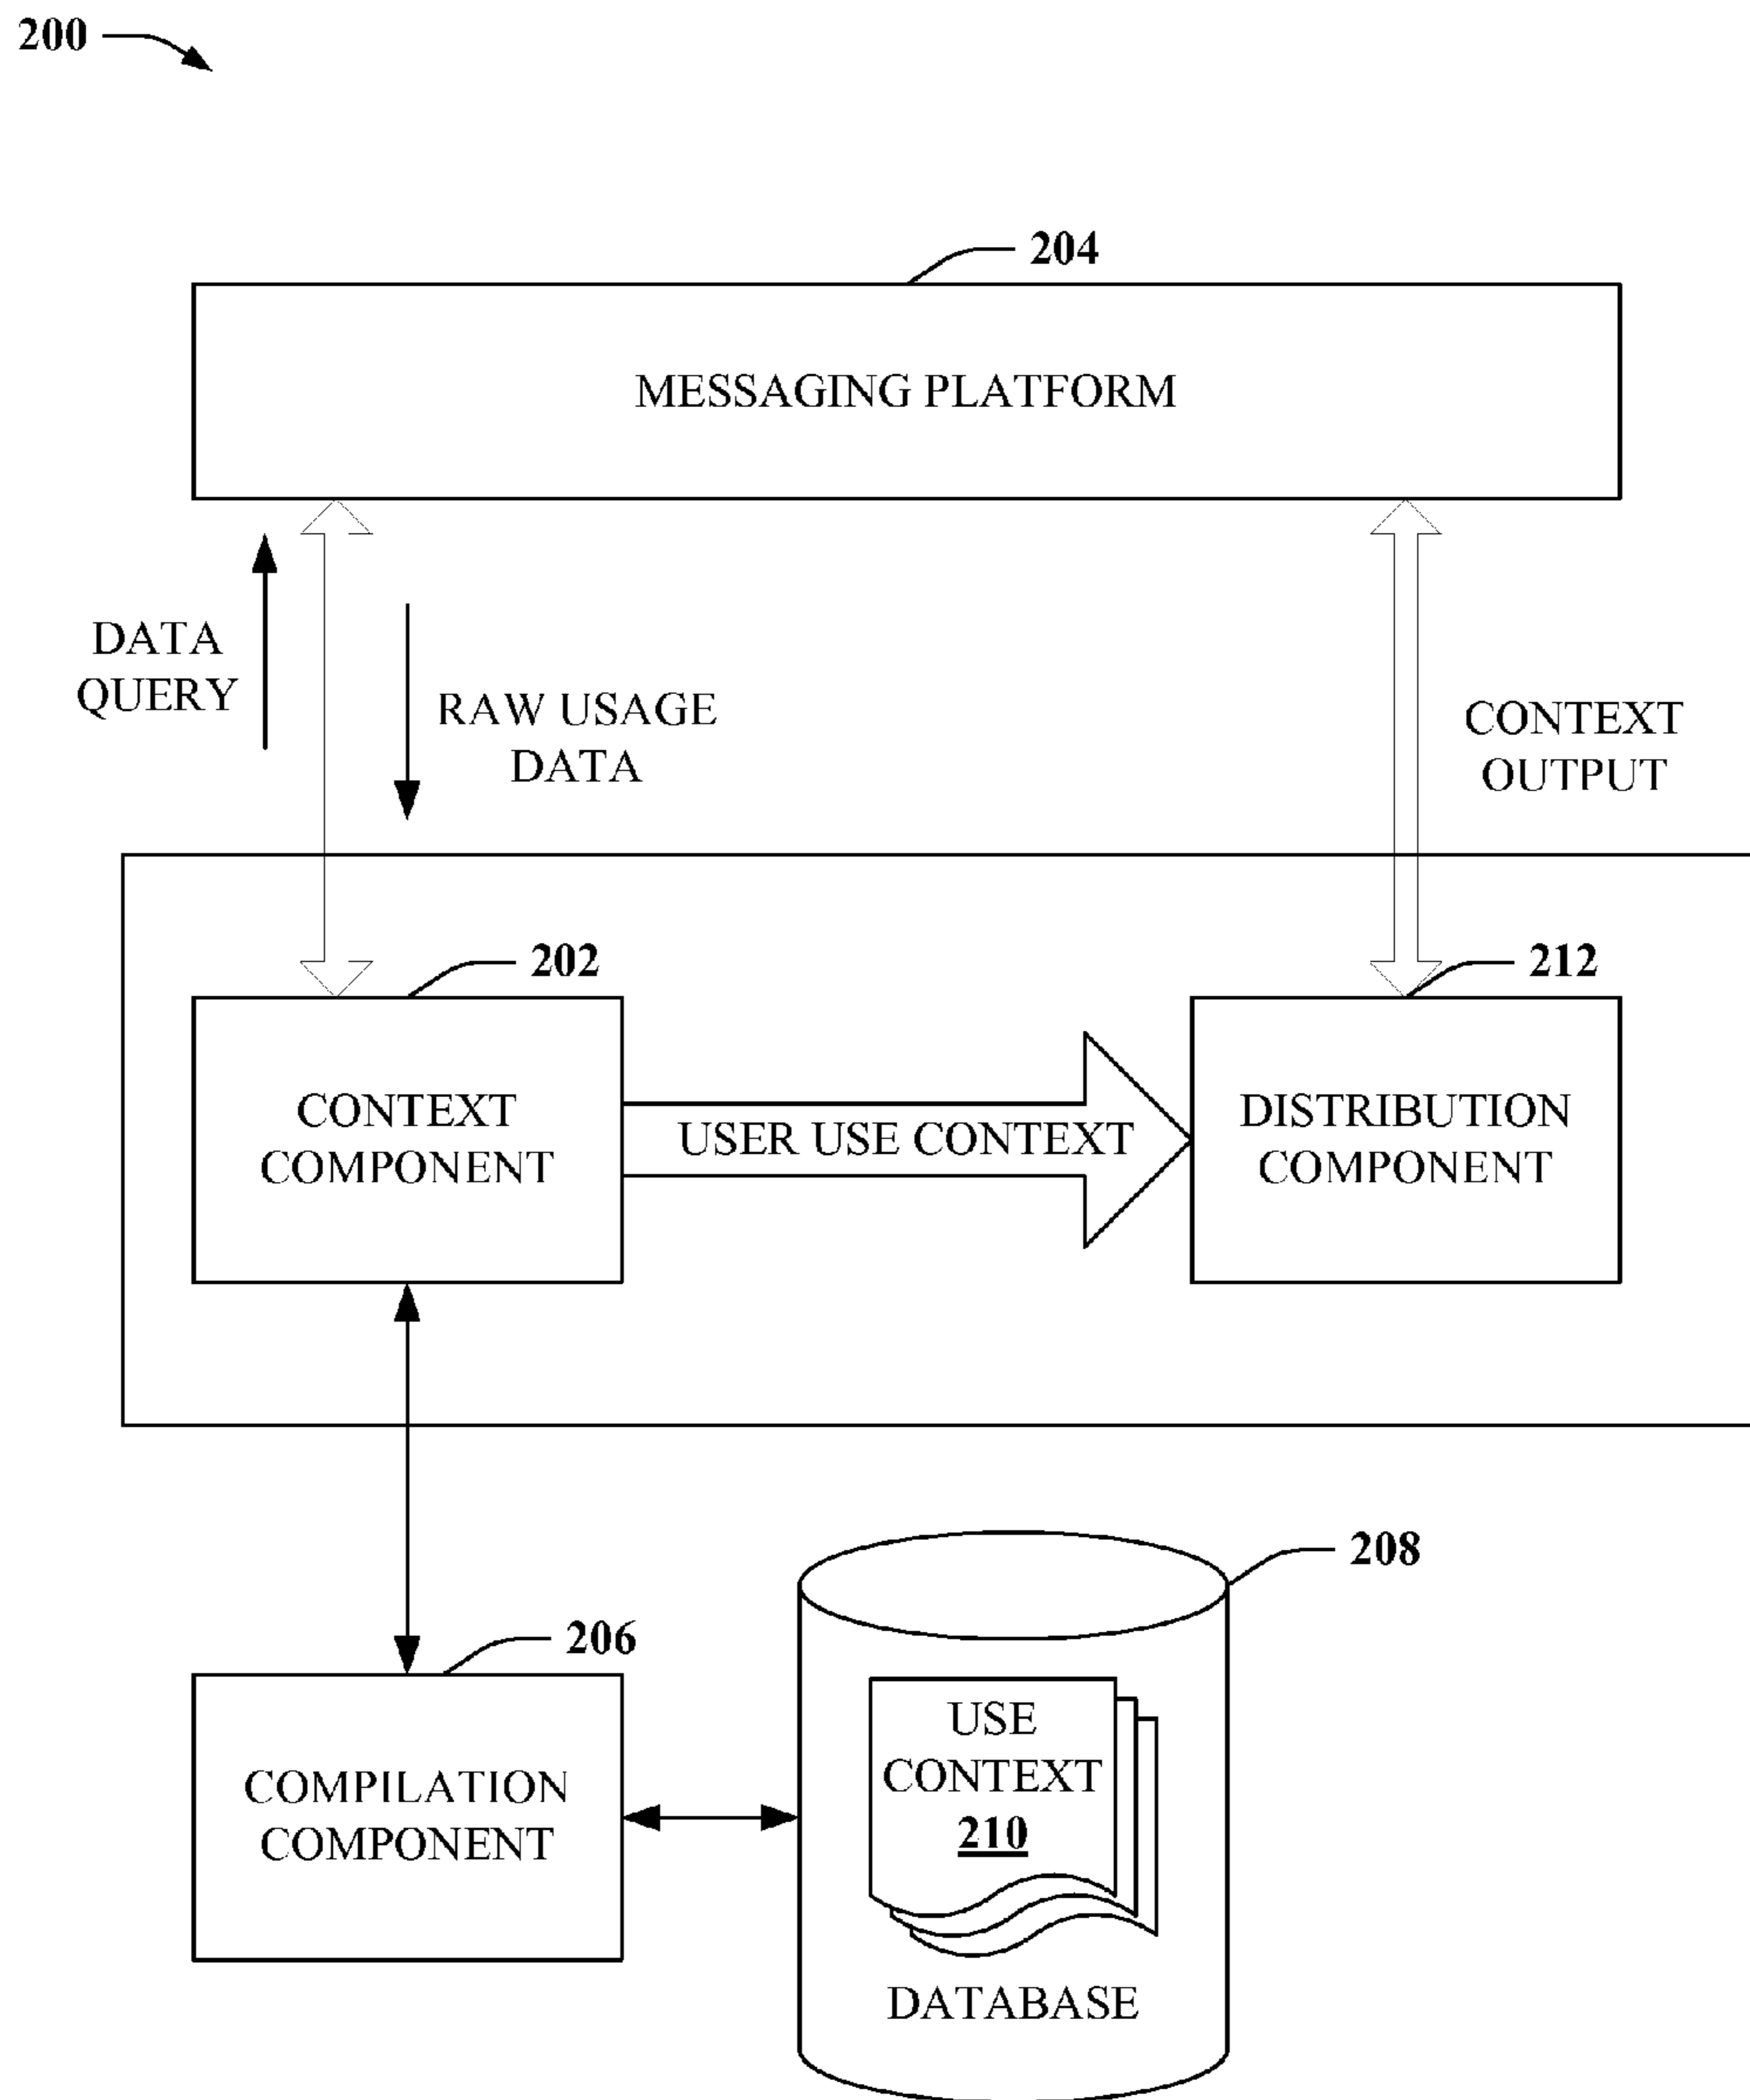 200
204
MESSAGING PLATFORM
DATA
QUERY
RAW USAGE
DATA
CONTEXT
OUTPUT
202
212
CONTEXT
COMPONENT
USER USE CONTEXT
DISTRIBUTION
COMPONENT
208
206
USE
CONTEXT
210
COMPILATION
COMPONENT
DATABASE